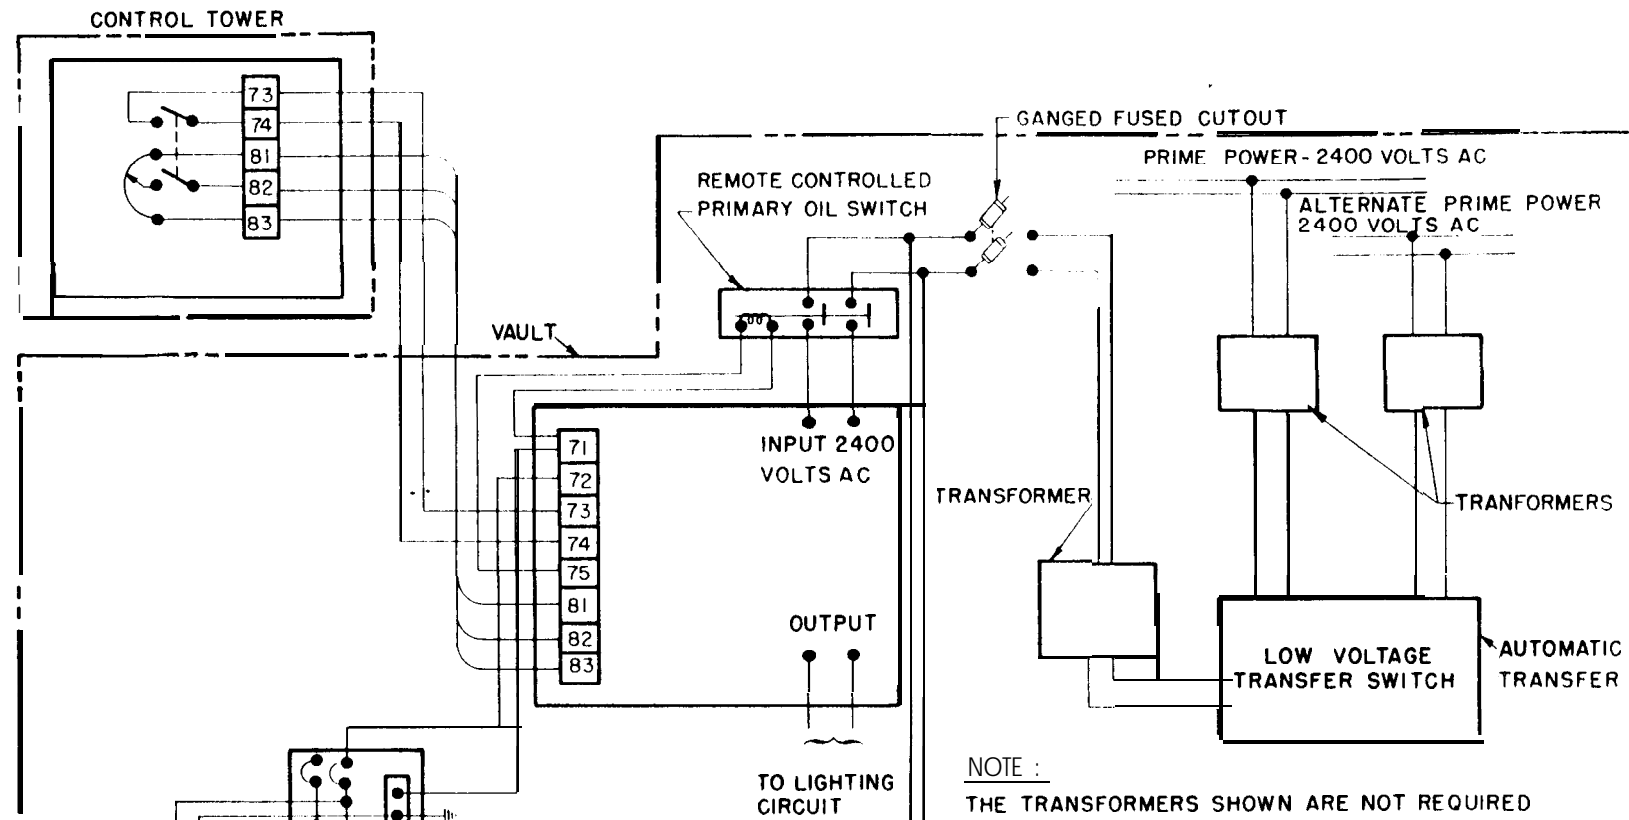 CONTROL TOWER
73
74
81
82
83
GANGED FUSED CUTOUT
PRIME POWER-2400 VOLTS AC
REMOTE CONTROLLED
PRIMARY OIL SWITCH
ALTERNATE PRIME POWER
2400 VOLTS AC
VAULT
INPUT 2400
VOLTS AC
71
72
73
74
75
81
82
83
TRANSFORMER
TRANFORMERS
OUTPUT
LOW VOLTAGE
TRANSFER SWITCH
AUTOMATIC
TRANSFER
TO LIGHTING
CIRCUIT
NOTE :
THE TRANSFORMERS SHOWN ARE NOT REQUIRED